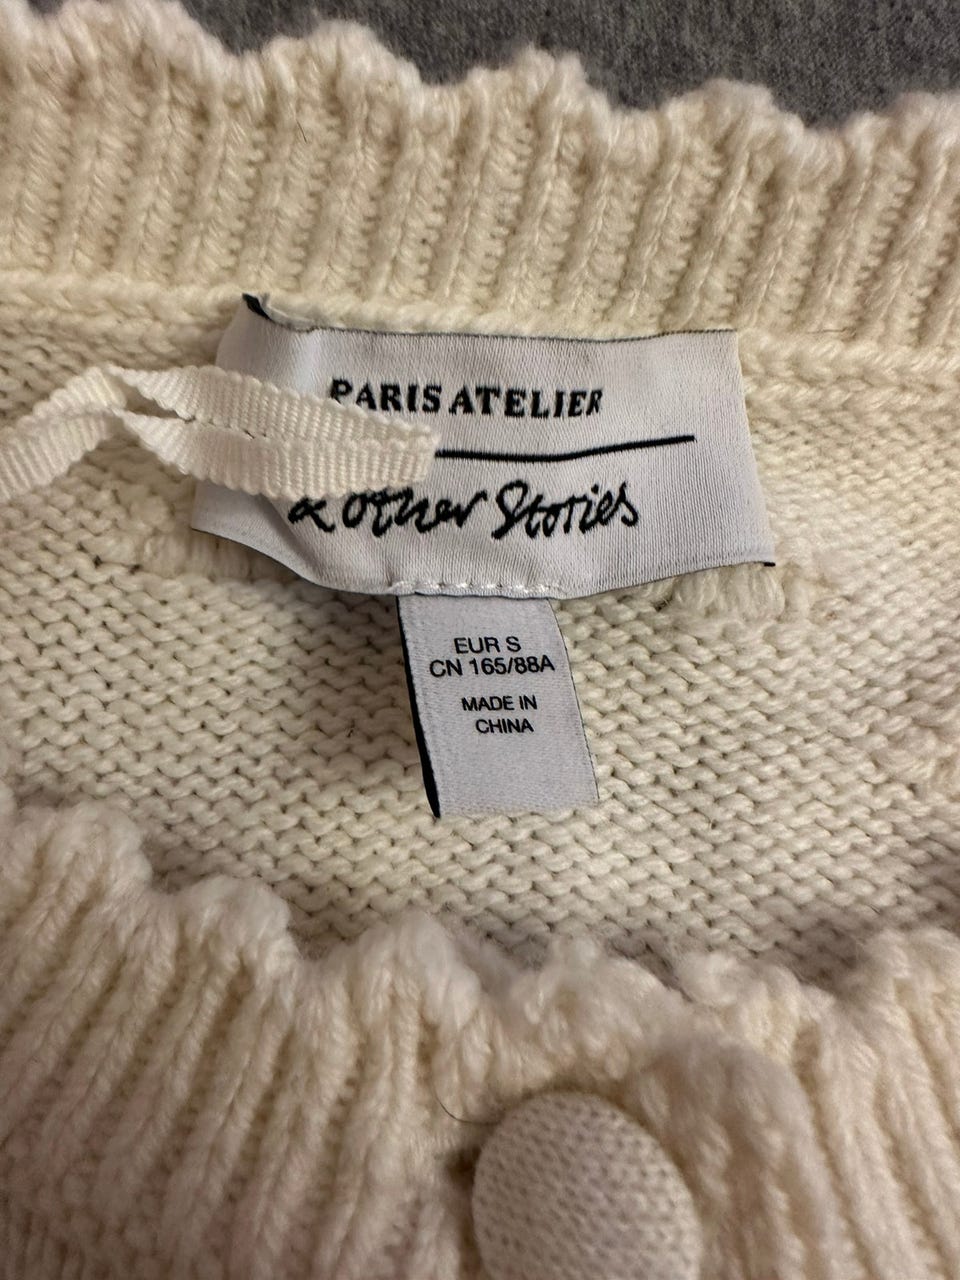 PARIS ATELIER
& other Stories
EUR S
CN 165/88A
MADE IN
CHINA